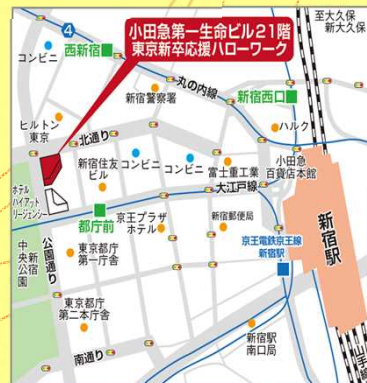 小田急第一生命ビル21階
東京新卒応援ハローワーク
至大久保
新大久保
4
西新宿
コンビニ
丸の内線
新宿警察署
新宿西口
ヒルトン
東京
北通り
ハルク
新宿住友
ビル
コンビニ
コンビニ
富士重工業
小田急
百貨店本館
大江戸線
ホテル
ハイアット
リージェンシー
都庁前
京王プラザ
ホテル
新宿郵便局
京王電鉄京王線
新宿駅
新宿駅
新宿
中央公園
公園通り
東京都庁
第一庁舎
東京都庁
第二本庁舎
南通り
新宿駅
南口局
山手線